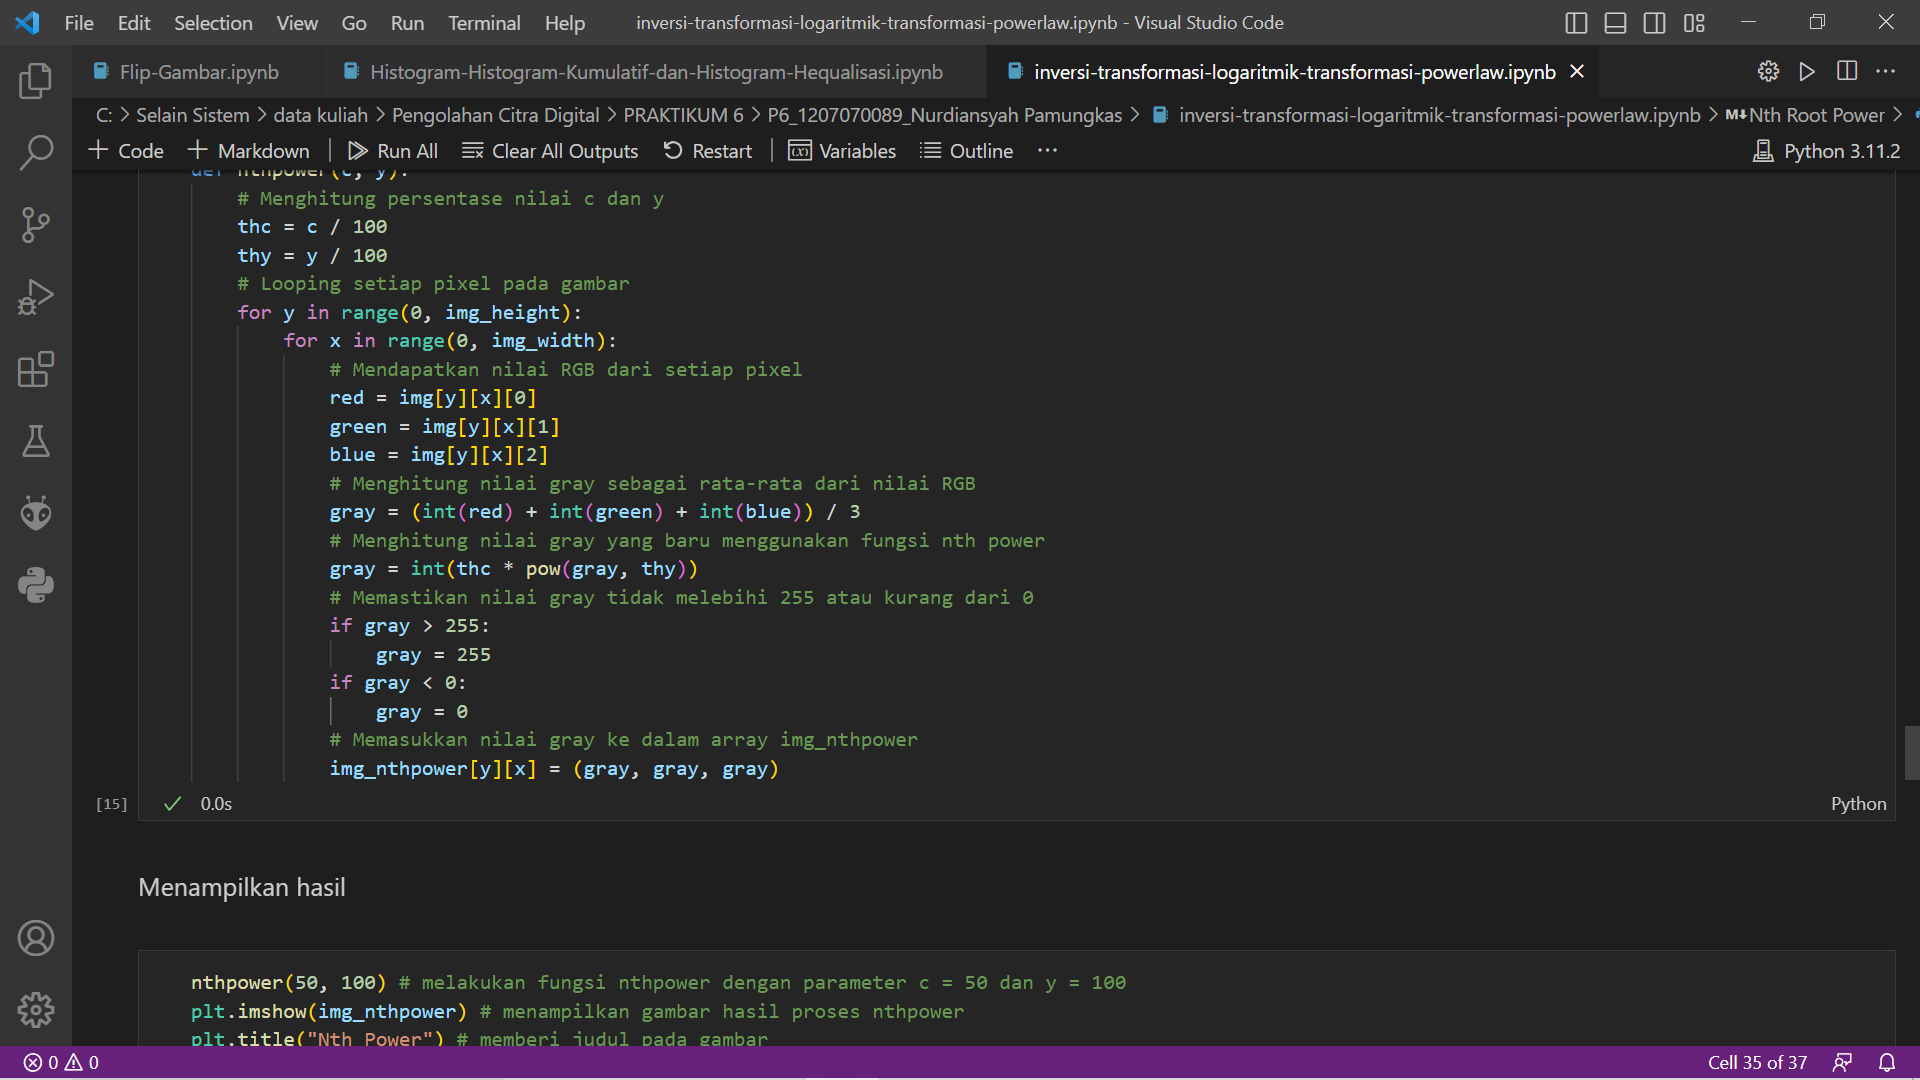 File Edit Selection View Go Run Terminal Help inversi-transformasi-logaritmik-transformasi-powerlaw.ipynb - Visual Studio Code
Flip-Gambar.ipynb Histogram-Histogram-Kumulatif-dan-Histogram-Hequalisasi.ipynb inversi-transformasi-logaritmik-transformasi-powerlaw.ipynb
C: > Selain Sistem > data kuliah > Pengolahan Citra Digital > PRAKTIKUM 6 > P6_1207070089_Nurdiansyah Pamungkas > inversi-transformasi-logaritmik-transformasi-powerlaw.ipynb > M↓Nth Root Power >
+ Code + Markdown | Run All Clear All Outputs Restart | Variables Outline ··· Python 3.11.2
def nthpower(c, y):
# Menghitung persentase nilai c dan y
thc = c / 100
thy = y / 100
# Looping setiap pixel pada gambar
for y in range(0, img_height):
for x in range(0, img_width):
# Mendapatkan nilai RGB dari setiap pixel
red = img[y][x][0]
green = img[y][x][1]
blue = img[y][x][2]
# Menghitung nilai gray sebagai rata-rata dari nilai RGB
gray = (int(red) + int(green) + int(blue)) / 3
# Menghitung nilai gray yang baru menggunakan fungsi nth power
gray = int(thc * pow(gray, thy))
# Memastikan nilai gray tidak melebihi 255 atau kurang dari 0
if gray > 255:
gray = 255
if gray < 0:
gray = 0
# Memasukkan nilai gray ke dalam array img_nthpower
img_nthpower[y][x] = (gray, gray, gray)
[15] 0.0s Python
Menampilkan hasil
nthpower(50, 100) # melakukan fungsi nthpower dengan parameter c = 50 dan y = 100
plt.imshow(img_nthpower) # menampilkan gambar hasil proses nthpower
plt.title("Nth Power") # memberi judul pada gambar
0 0 Cell 35 of 37